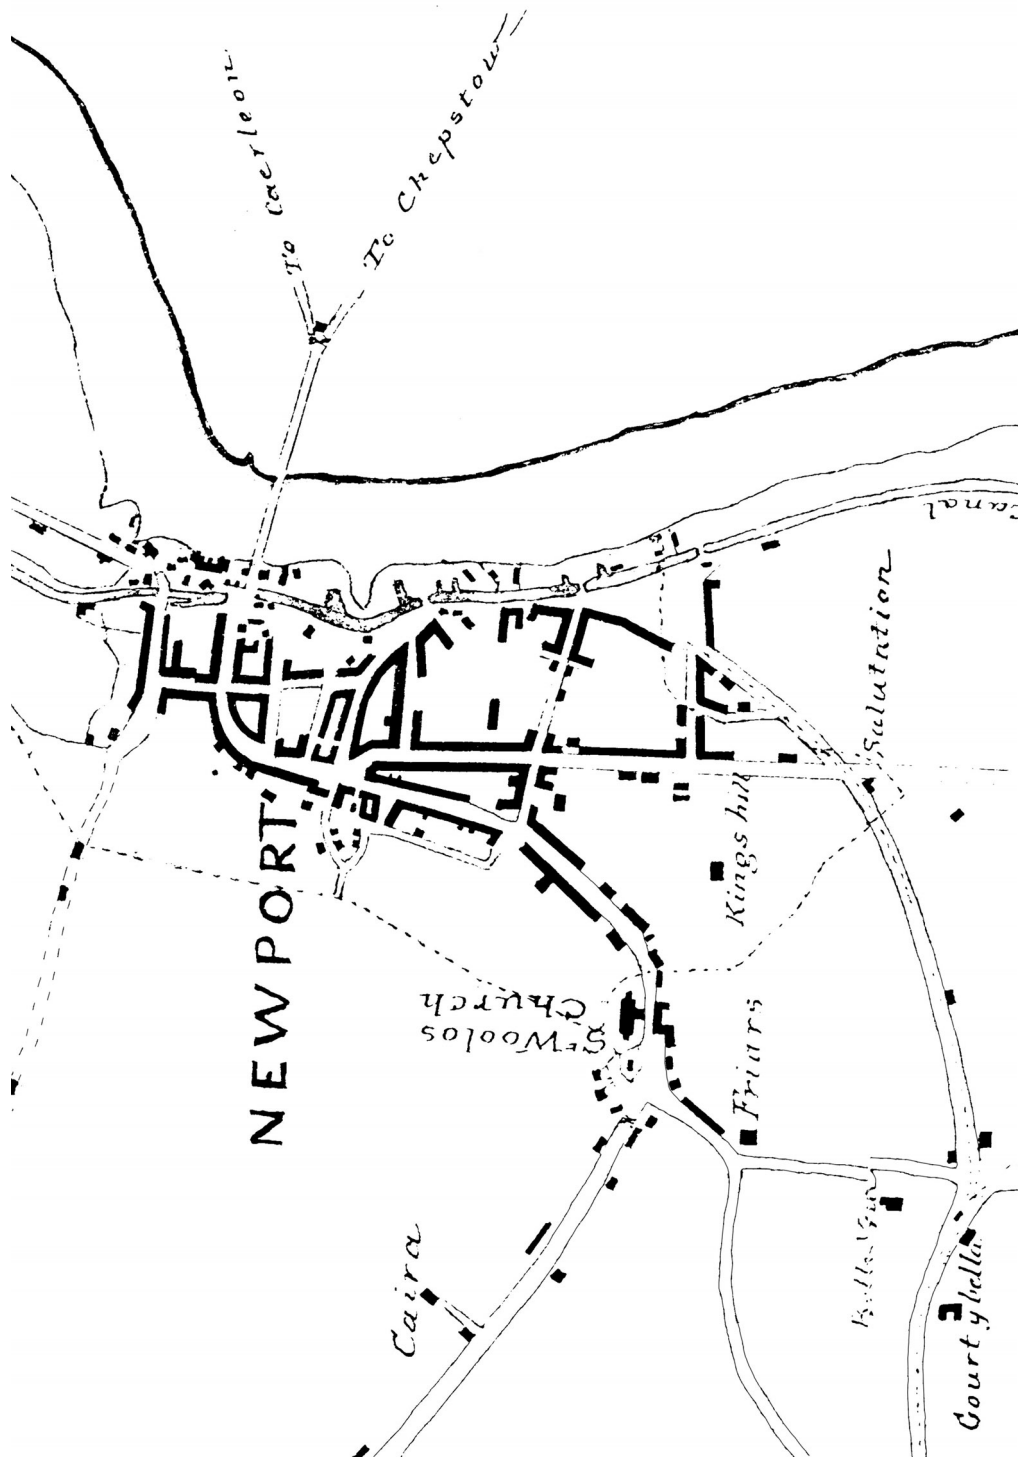 To Caerleon
To Chepstow
Canal
Salutation
NEWPORT
Kings hill
St Woolos
Church
Friars
Caira
Court y bella